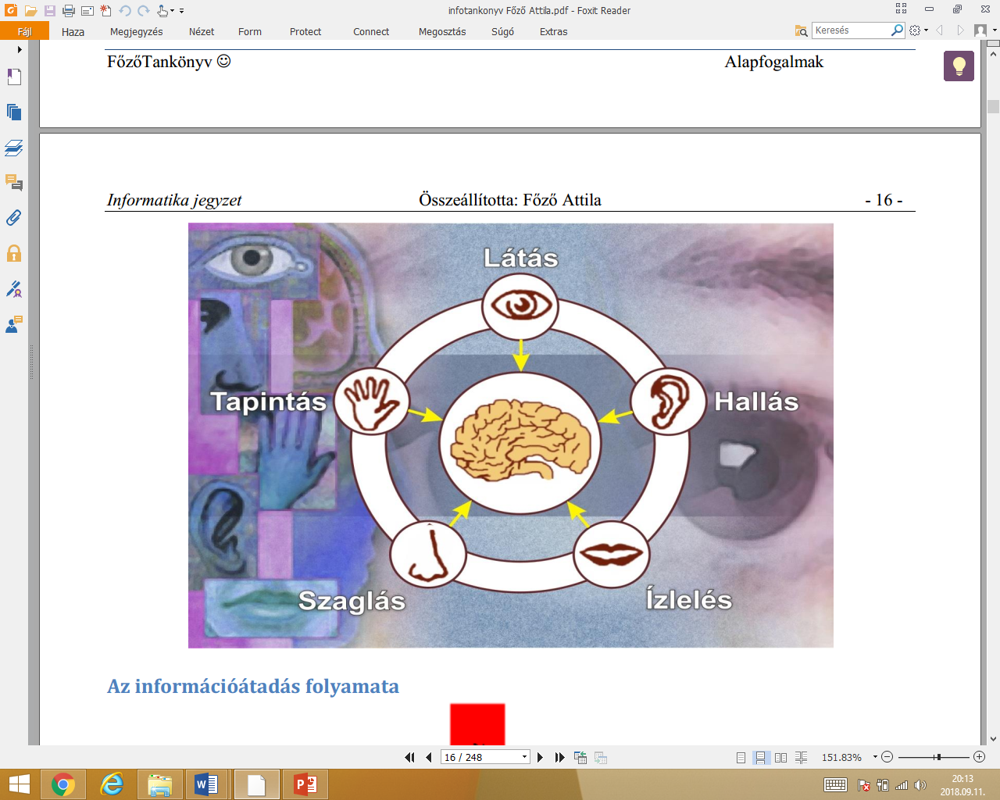 infotankonyv Főző Attila.pdf - Foxit Reader
Fájl Haza Megjegyzés Nézet Form Protect Connect Megosztás Súgó Extras Keresés
FőzőTankönyv ☺ Alapfogalmak
Informatika jegyzet Összeállította: Főző Attila - 16 -
Látás
Tapintás Hallás
Szaglás Ízlelés
Az információátadás folyamata
16 / 248 151.83%
20:13
2018.09.11.